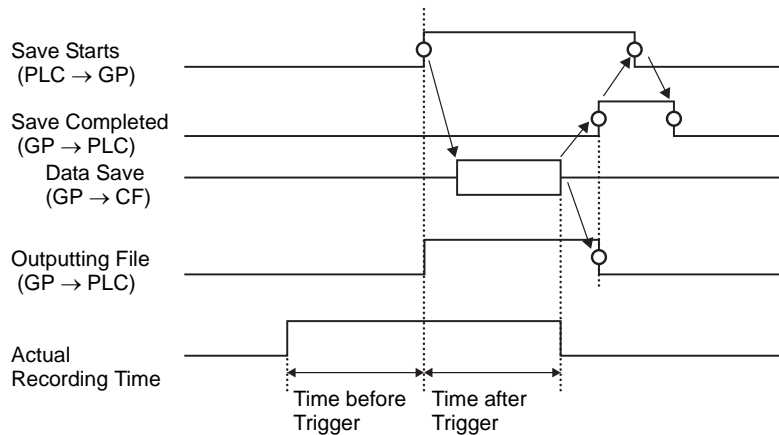 Save Starts
(PLC → GP)
Save Completed
(GP → PLC)
Data Save
(GP → CF)
Outputting File
(GP → PLC)
Actual
Recording Time
Time before
Trigger
Time after
Trigger